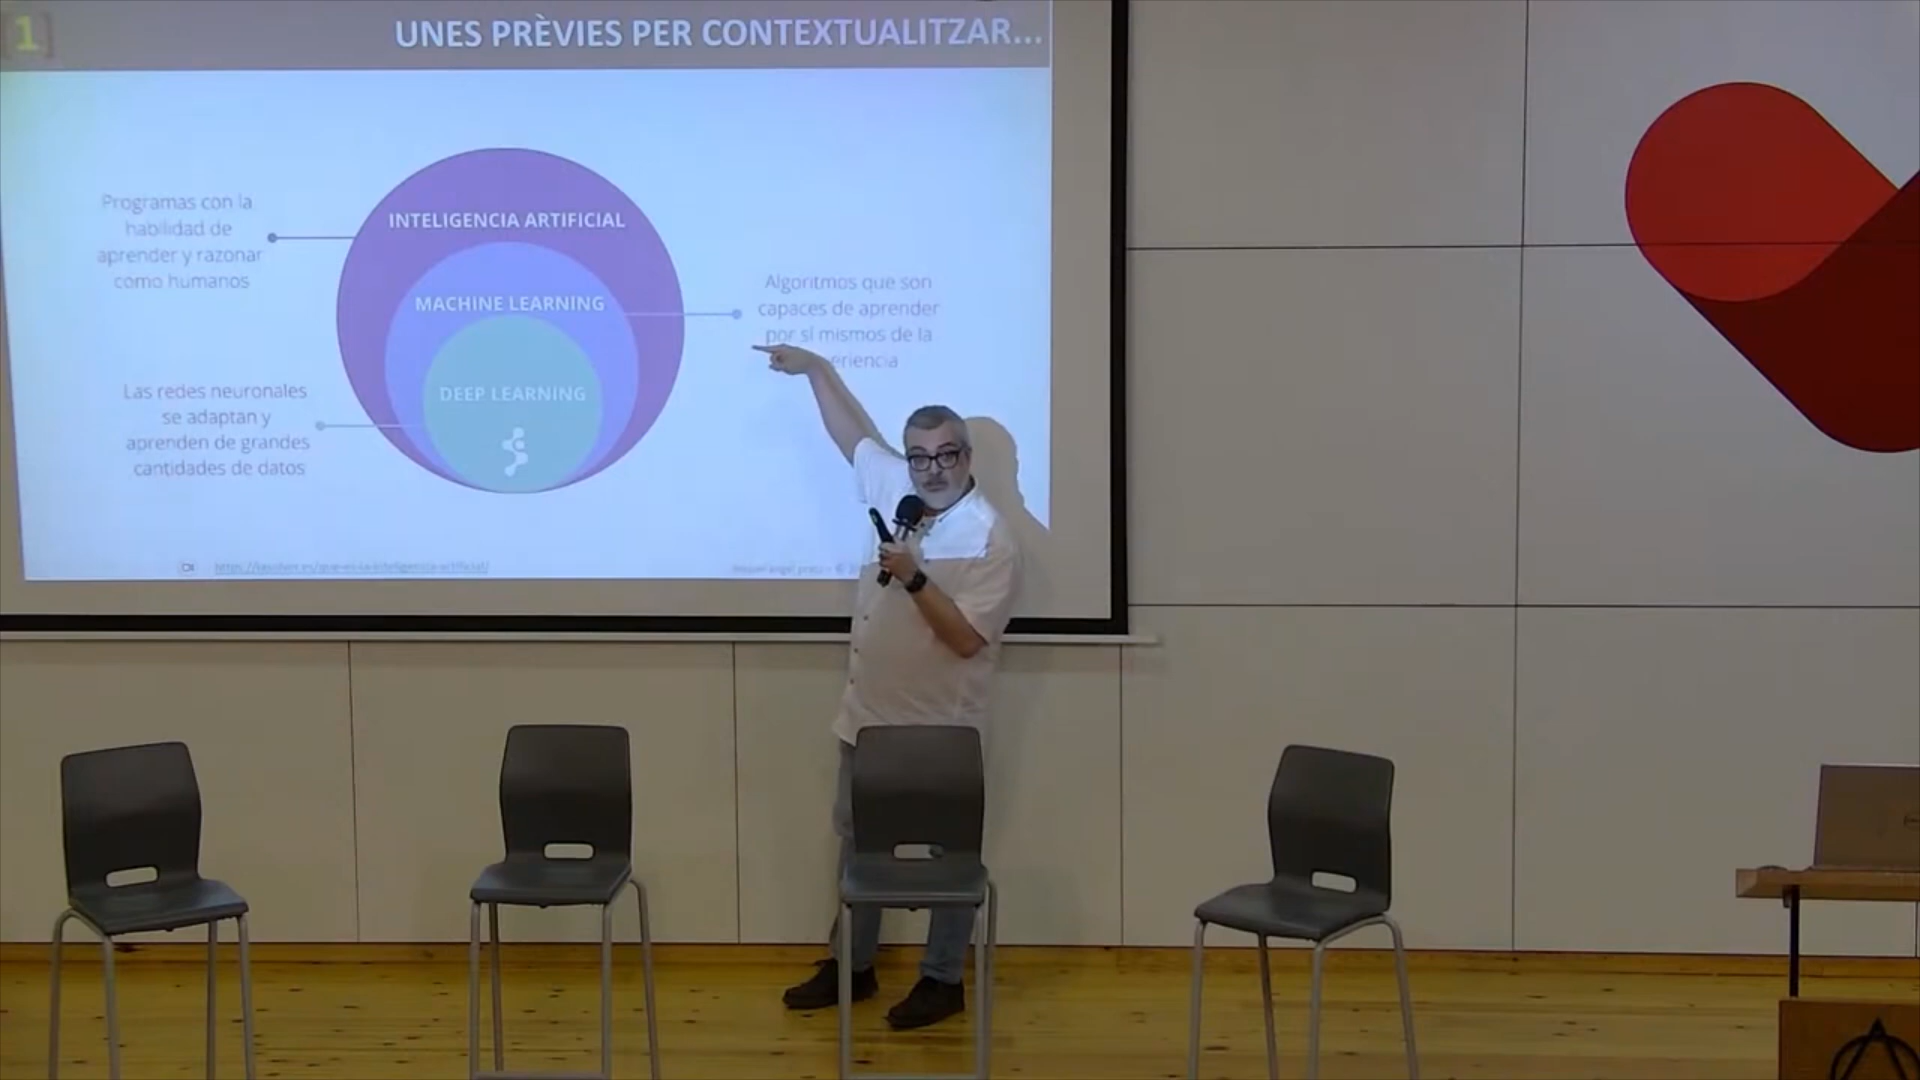 1
UNES PRÈVIES PER CONTEXTUALITZAR...
Programas con la
habilidad de
aprender y razonar
como humanos
INTELIGENCIA ARTIFICIAL
MACHINE LEARNING
Algoritmos que son
capaces de aprender
por sí mismos de la
eriencia
DEEP LEARNING
Las redes neuronales
se adaptan y
aprenden de grandes
cantidades de datos